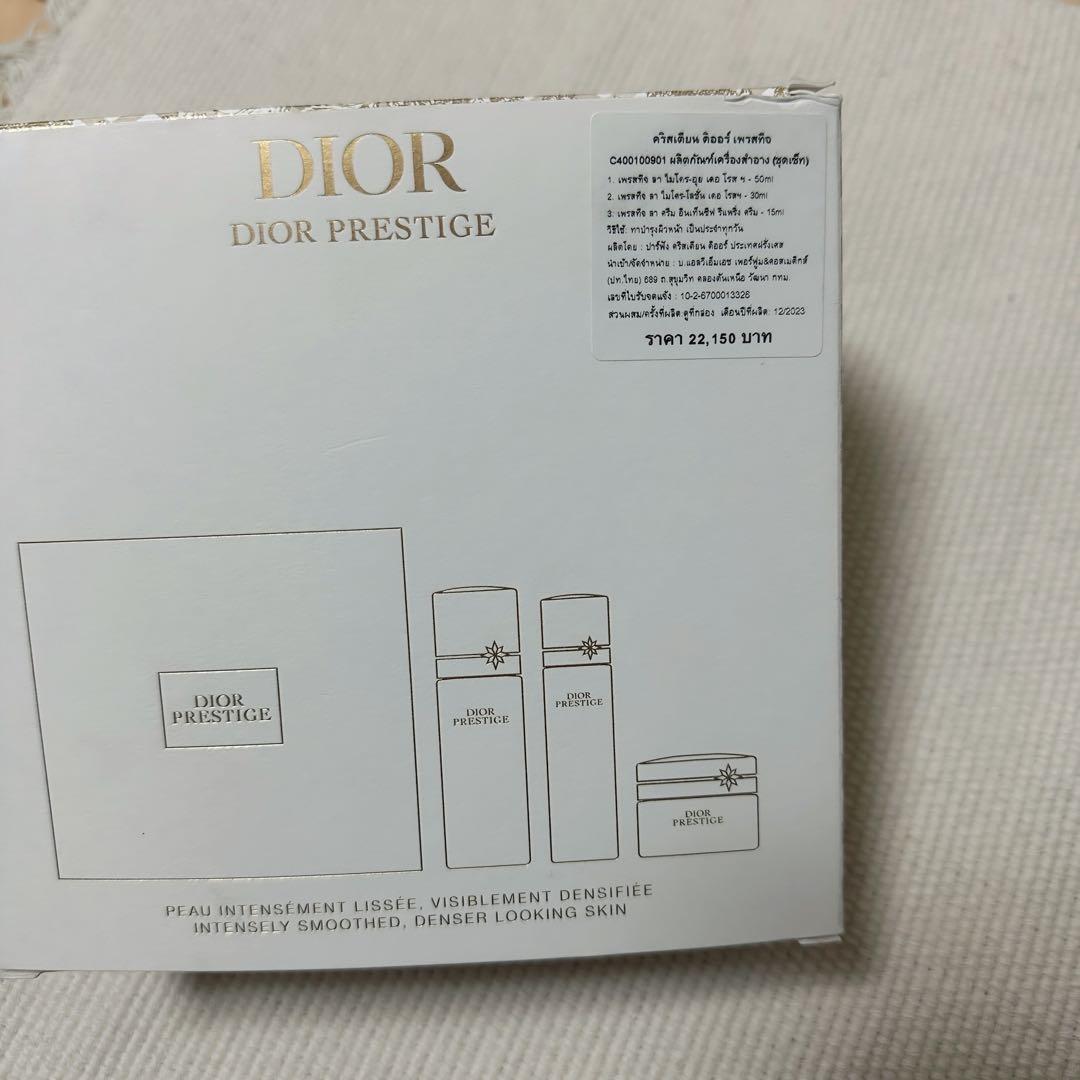 DIOR
DIOR PRESTIGE
คริสเตียน ดิออร์ เพรสทีจ
C400100901 ผลิตภัณฑ์เครื่องสำอาง (ชุดเซ็ท)
1. เพรสทีจ ลา ไมโคร-อุย เดอ โรส ฯ - 50ml
2. เพรสทีจ ลา ไมโคร-โลชั่น เดอ โรสฯ - 30ml
3. เพรสทีจ ลา ครีม อินเท็นซีฟ รีแพริ่ง ครีม - 15ml
วิธีใช้: ทาบำรุงผิวหน้า เป็นประจำทุกวัน
ผลิตโดย : ปาร์ฟัง คริสเตียน ดิออร์ ประเทศฝรั่งเศส
นำเข้า/จัดจำหน่าย : บ.แอลวีเอ็มเอช เพอร์ฟูม&คอสเมติกส์
(ปท.ไทย) 689 ถ.สุขุมวิท คลองตันเหนือ วัฒนา กทม.
เลขที่ใบรับจดแจ้ง : 10-2-6700013326
ส่วนผสม/ครั้งที่ผลิต:ดูที่กล่อง เดือนปีที่ผลิต: 12/2023
ราคา 22,150 บาท
DIOR
PRESTIGE
DIOR
PRESTIGE
DIOR
PRESTIGE
DIOR
PRESTIGE
PEAU INTENSÉMENT LISSÉE, VISIBLEMENT DENSIFIÉE
INTENSELY SMOOTHED, DENSER LOOKING SKIN